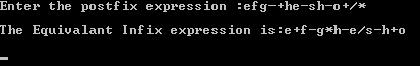 Enter the postfix expression :efg-+he-sh-o+/*
The Equivalant Infix expression is:e+f-g*h-e/s-h+o